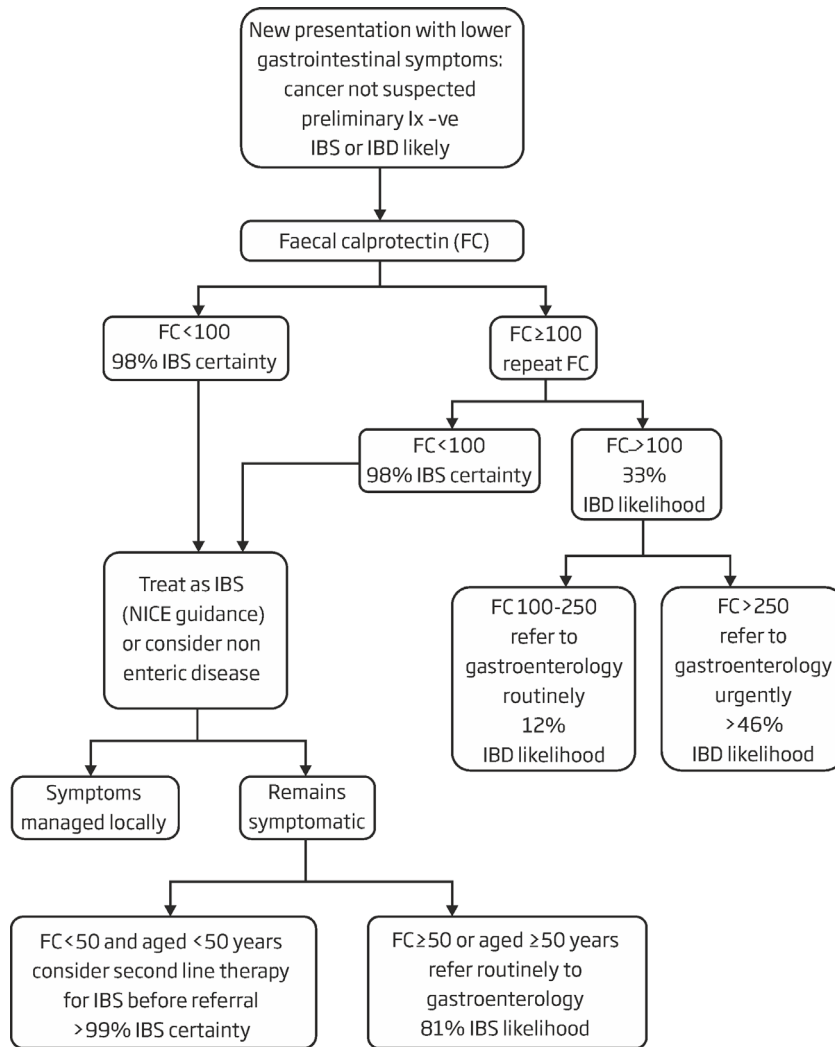 New presentation with lower
gastrointestinal symptoms:
cancer not suspected
preliminary Ix -ve
IBS or IBD likely
Faecal calprotectin (FC)
FC<100
98% IBS certainty
FC≥100
repeat FC
FC<100
98% IBS certainty
FC_>100
33%
IBD likelihood
Treat as IBS
(NICE guidance)
or consider non
enteric disease
FC 100-250
refer to
gastroenterology
routinely
12%
IBD likelihood
FC>250
refer to
gastroenterology
urgently
>46%
IBD likelihood
Symptoms
managed locally
Remains
symptomatic
FC<50 and aged <50 years
consider second line therapy
for IBS before referral
>99% IBS certainty
FC≥50 or aged ≥50 years
refer routinely to
gastroenterology
81% IBS likelihood